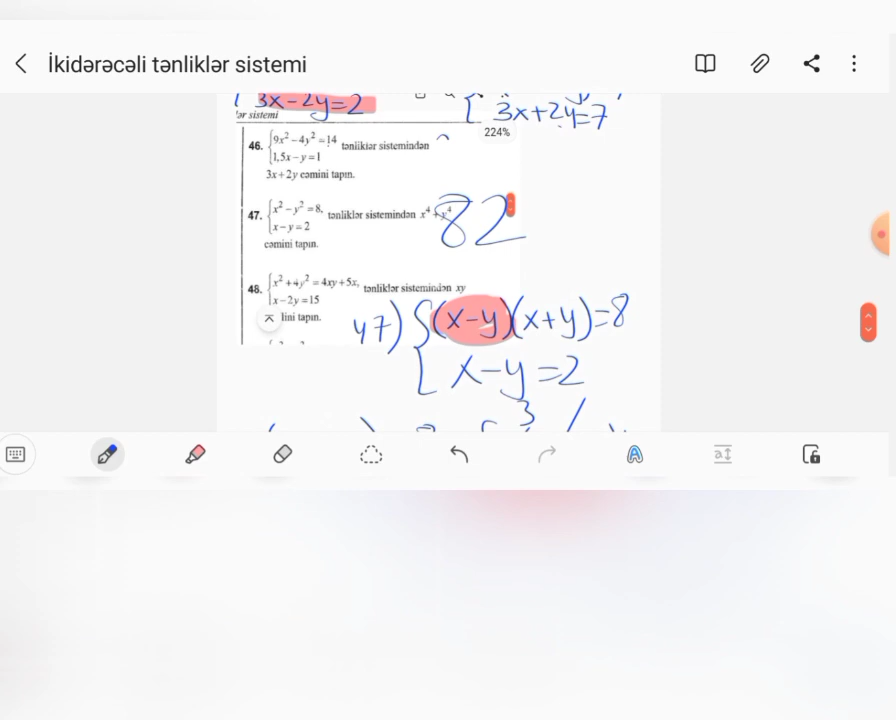 İkidərəcəli tənliklər sistemi
3x-2y=2
3x+2y=7
ər sistemi
224%
46. {9x² – 4y² = 14 tənliklər sistemindən
1,5x – y = 1
3x + 2y cəmini tapın.
47. {x² – y² = 8, tənliklər sistemindən x⁴ + y⁴
x – y = 2
cəmini tapın.
82
48. {x² + 4y² = 4xy + 5x, tənliklər sistemindən xy
x – 2y = 15
lini tapın.
47) {(x-y)(x+y)=8
x-y=2
3